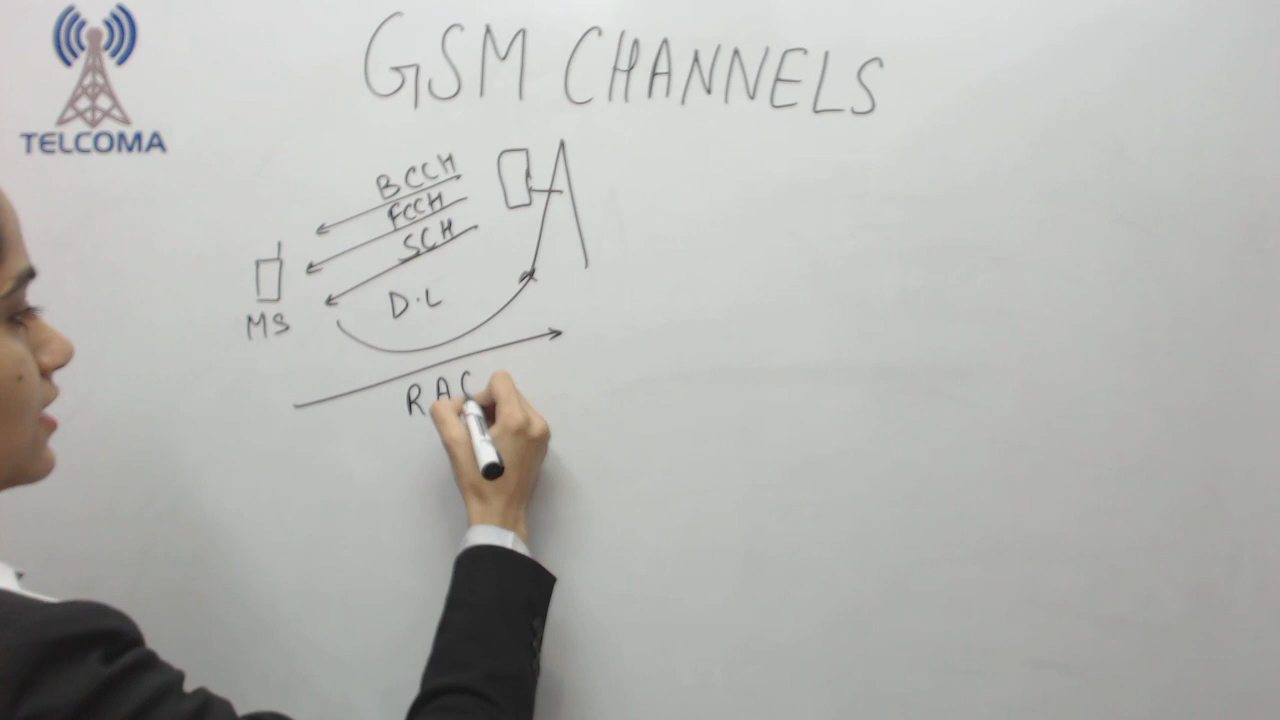 GSM CHANNELS
TELCOMA
BCCH
FCCH
SCH
D.L
MS
RAC